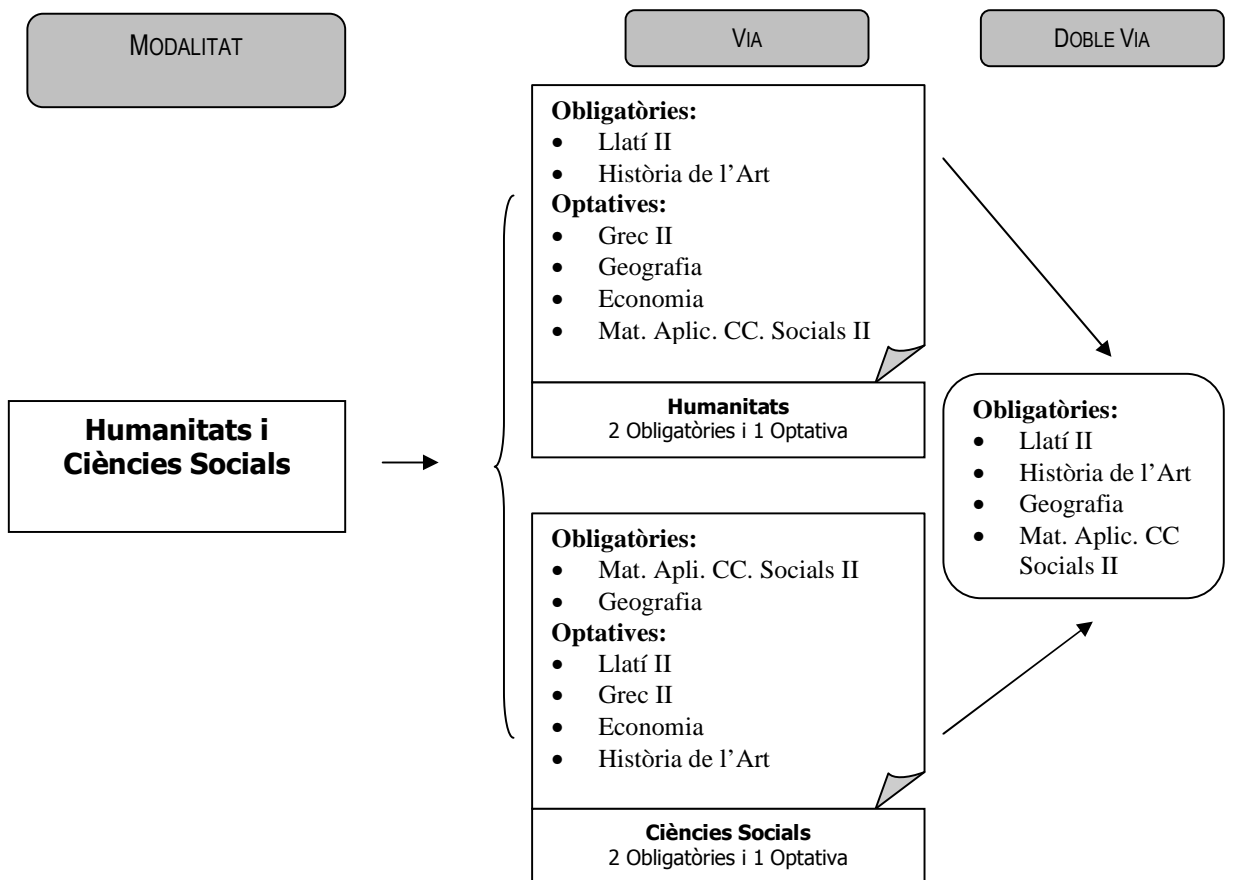 MODALITAT
VIA
DOBLE VIA
Obligatòries:
• Llatí II
• Història de l’Art
Optatives:
• Grec II
• Geografia
• Economia
• Mat. Aplic. CC. Socials II
Humanitats
2 Obligatòries i 1 Optativa
Humanitats i
Ciències Socials
Obligatòries:
• Mat. Apli. CC. Socials II
• Geografia
Optatives:
• Llatí II
• Grec II
• Economia
• Història de l’Art
Ciències Socials
2 Obligatòries i 1 Optativa
Obligatòries:
• Llatí II
• Història de l’Art
• Geografia
• Mat. Aplic. CC
Socials II